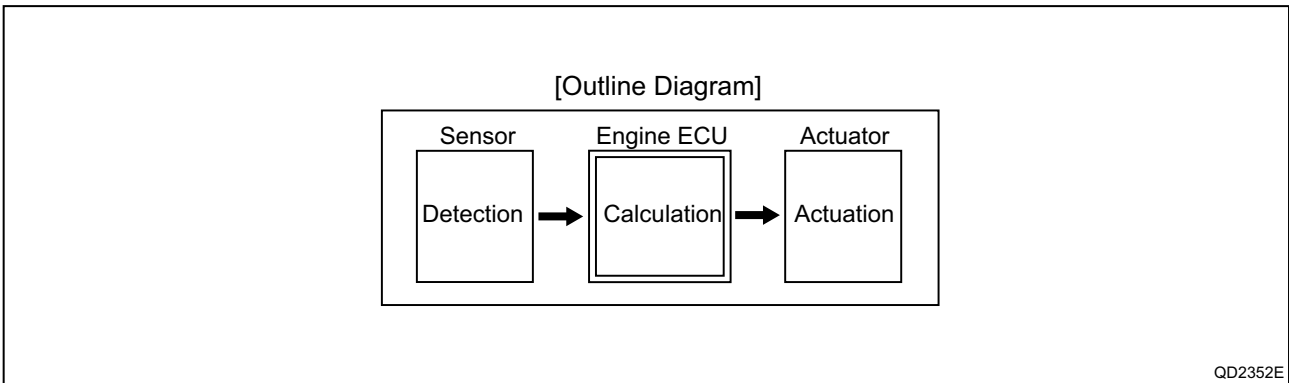 [Outline Diagram]
Sensor Engine ECU Actuator
Detection Calculation Actuation
QD2352E